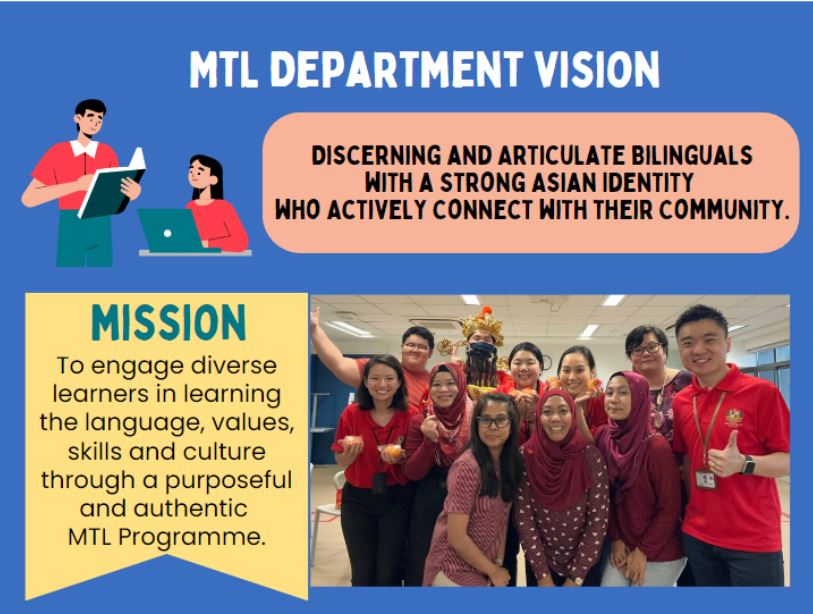 MTL DEPARTMENT VISION
DISCERNING AND ARTICULATE BILINGUALS
WITH A STRONG ASIAN IDENTITY
WHO ACTIVELY CONNECT WITH THEIR COMMUNITY.
MISSION
To engage diverse
learners in learning
the language, values,
skills and culture
through a purposeful
and authentic
MTL Programme.